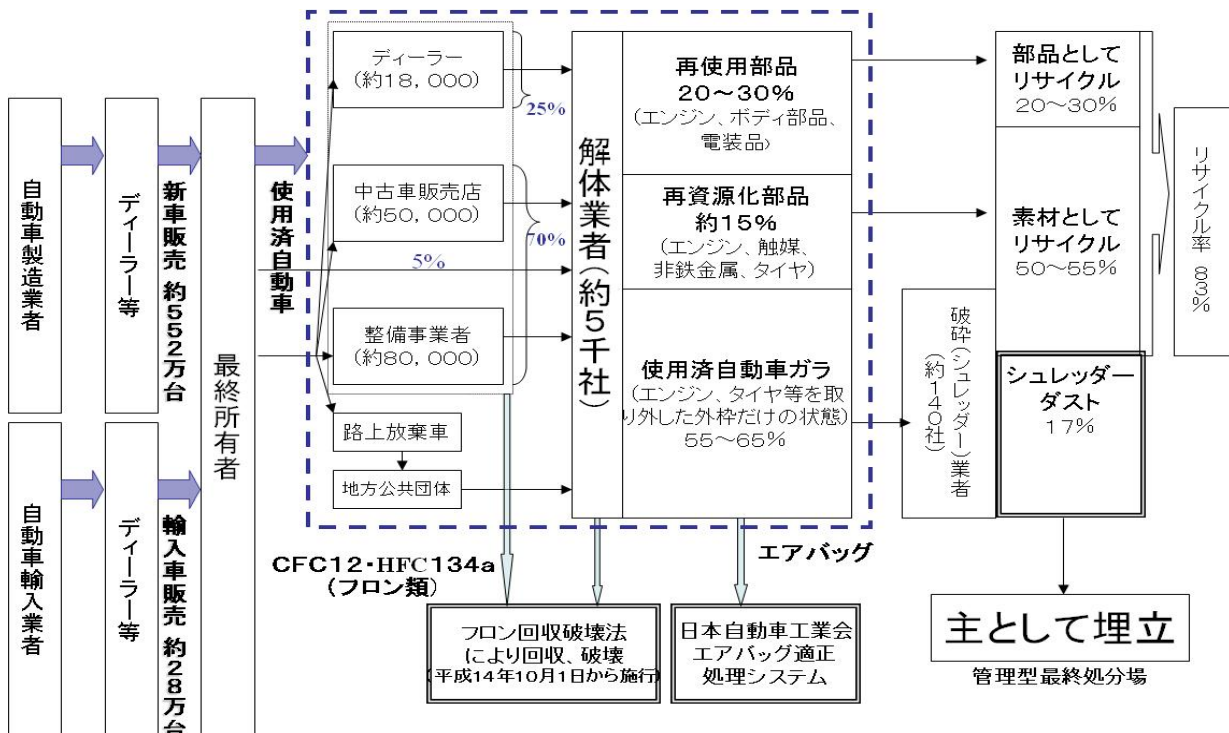 自動車製造業者
ディーラー等
新車販売 約552万台
自動車輸入業者
ディーラー等
輸入車販売 約28万台
最終所有者
使用済自動車
ディーラー
(約18,000)
25%
中古車販売店
(約50,000)
70%
5%
整備事業者
(約80,000)
路上放棄車
地方公共団体
解体業者(約5千社)
再使用部品
20~30%
(エンジン、ボディ部品、
電装品)
再資源化部品
約15%
(エンジン、触媒、
非鉄金属、タイヤ)
使用済自動車ガラ
(エンジン、タイヤ等を取
り外した外枠だけの状態)
55~65%
破砕(シュレッダー)業者
(約140社)
部品として
リサイクル
20~30%
素材として
リサイクル
50~55%
シュレッダー
ダスト
17%
リサイクル率 83%
CFC12・HFC134a
(フロン類)
エアバッグ
フロン回収破壊法
により回収、破壊
(平成14年10月1日から施行)
日本自動車工業会
エアバッグ適正
処理システム
主として埋立
管理型最終処分場